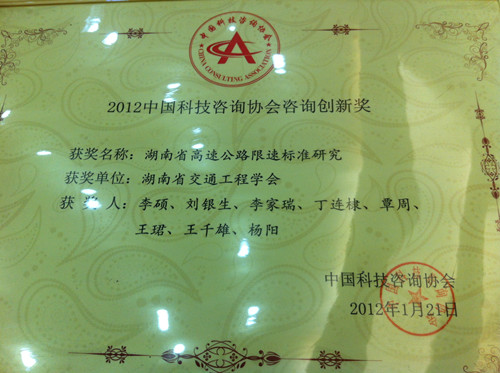 中国科技咨询协会
CHINA CONSULTING ASSOCIATION
2012中国科技咨询协会咨询创新奖
获奖名称：湖南省高速公路限速标准研究
获奖单位：湖南省交通工程学会
获奖人：李硕、刘银生、李家瑞、丁连棣、覃周、
王珺、王千雄、杨阳
中国科技咨询协会
2012年1月21日